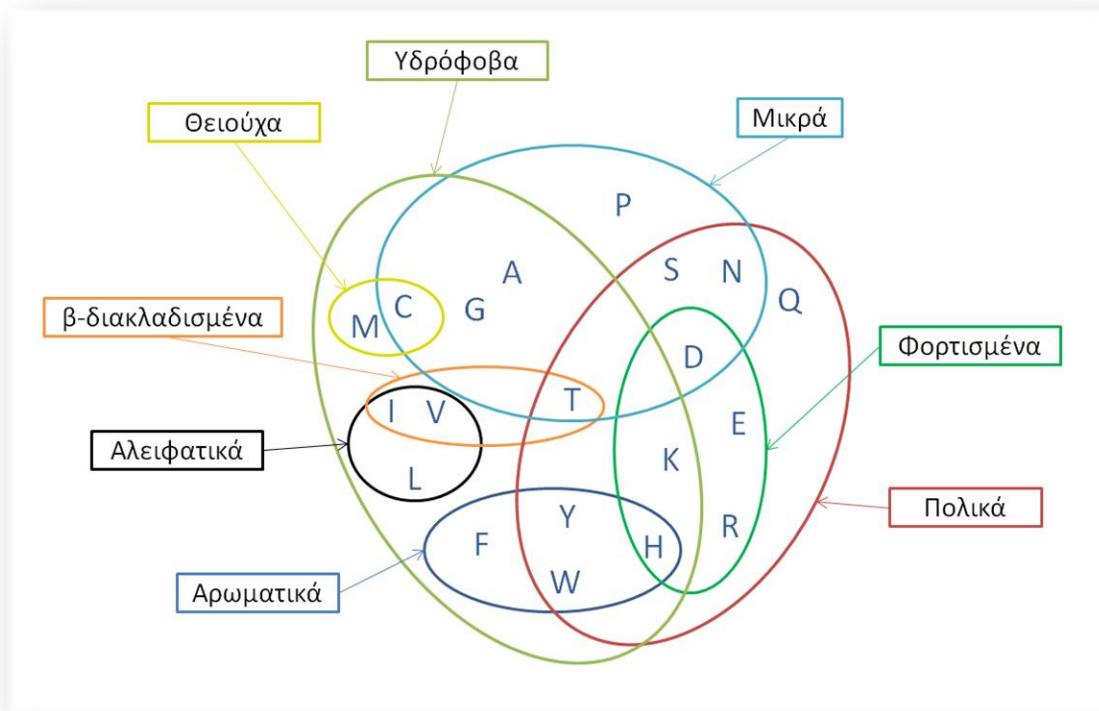 Υδρόφοβα
Θειούχα
Μικρά
P
S N
A
Q
C
G
M
β-διακλαδισμένα
Φορτισμένα
D
T
I V
E
Αλειφατικά
K
L
Πολικά
Y
R
F
H
W
Αρωματικά